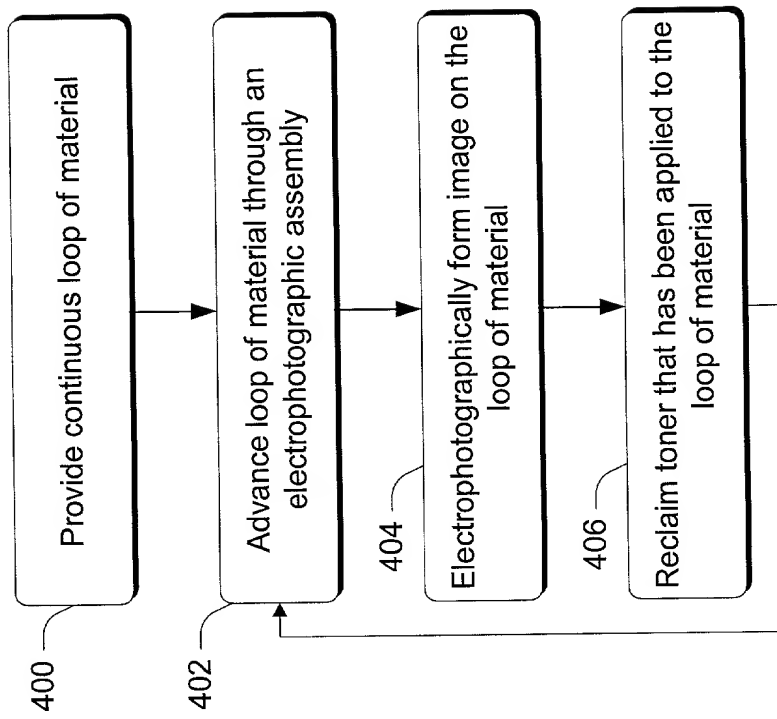 400
Provide continuous loop of material
402
Advance loop of material through an
electrophotographic assembly
404
Electrophotographically form image on the
loop of material
406
Reclaim toner that has been applied to the
loop of material